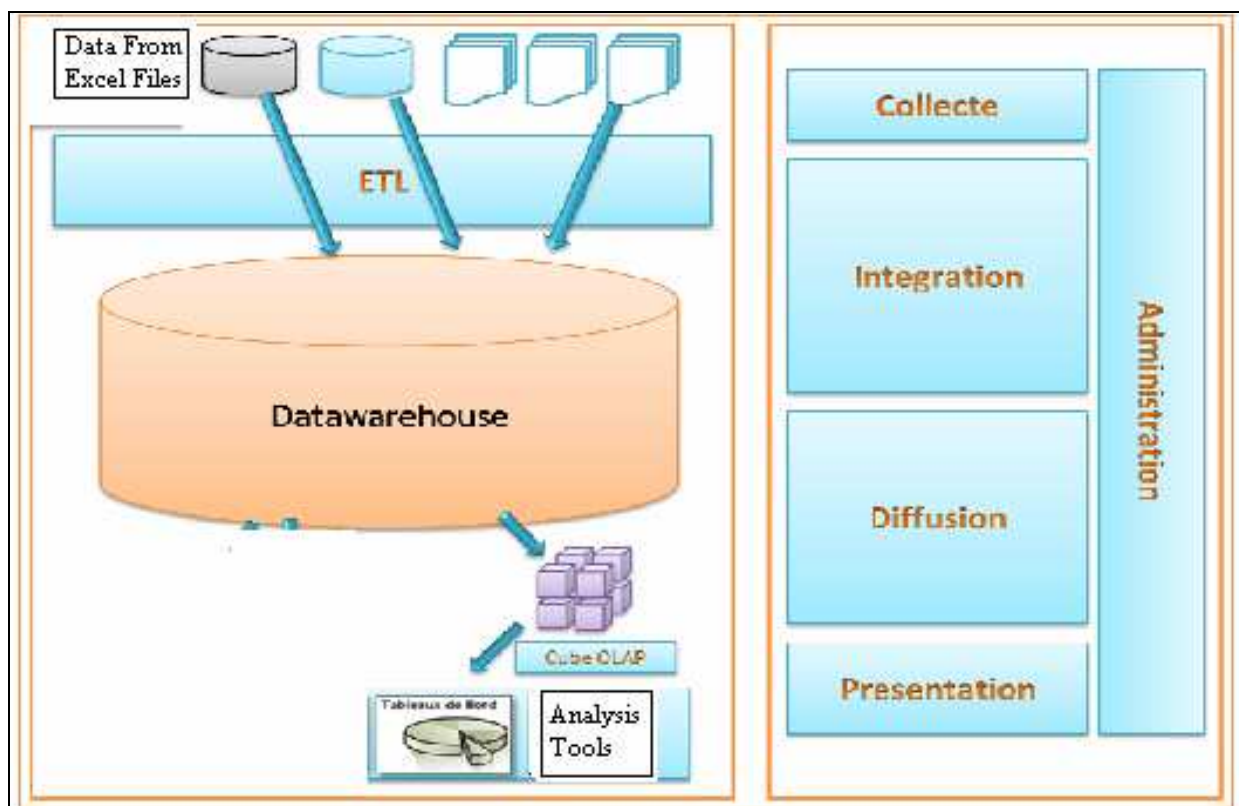 Data From
Excel Files
ETL
Datawarehouse
Cube OLAP
Tableaux de Bord
Analysis
Tools
Collecte
Integration
Diffusion
Presentation
Administration